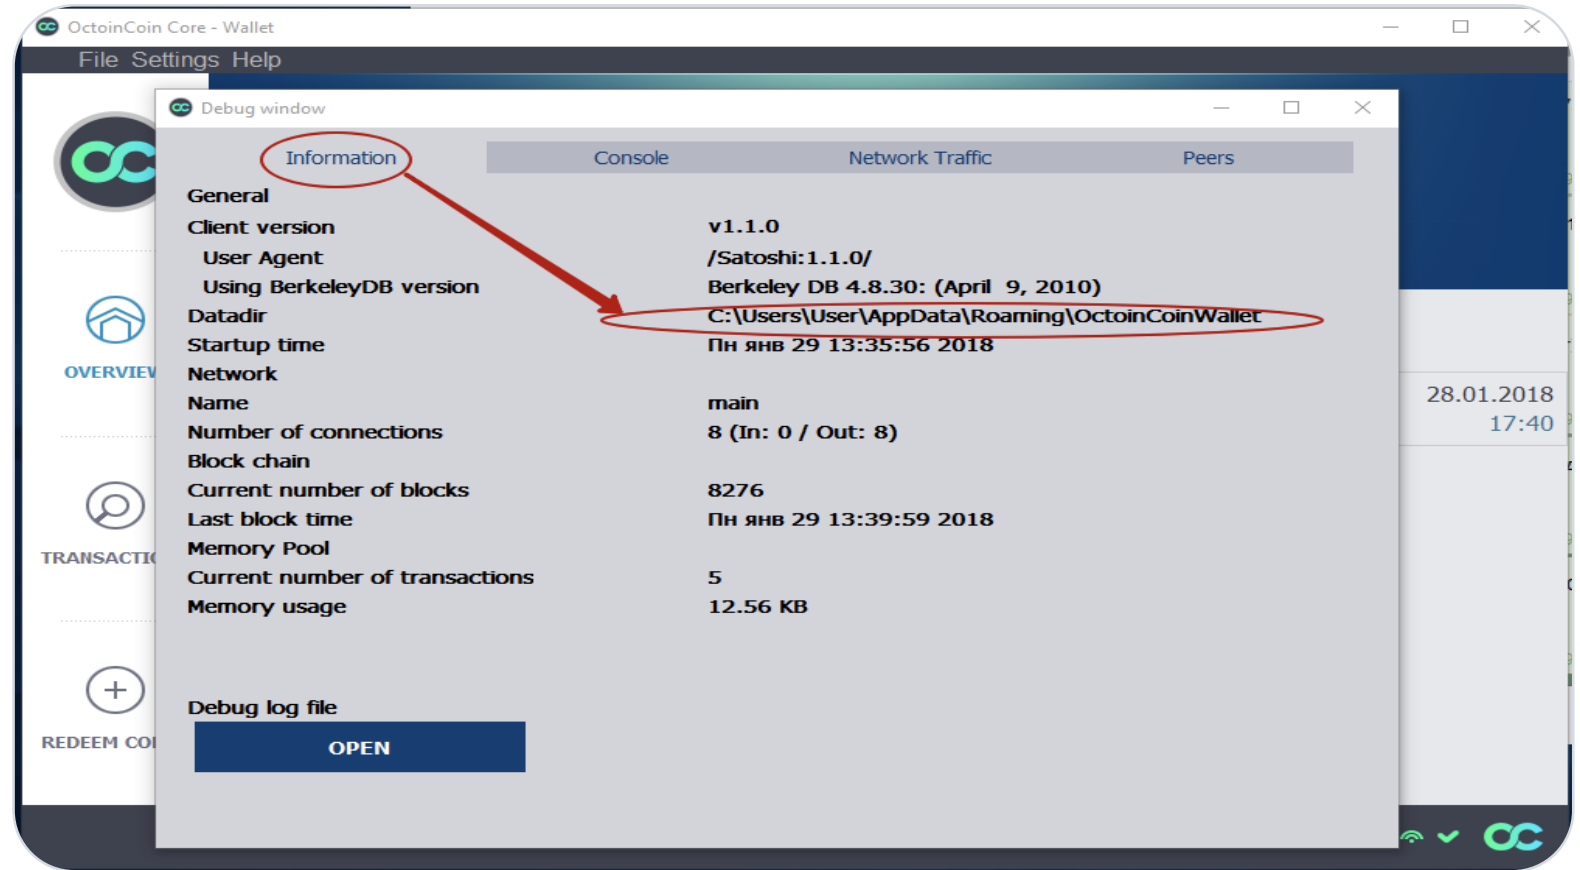 OctoinCoin Core - Wallet
File Settings Help
Debug window
Information Console Network Traffic Peers
General
Client version v1.1.0
User Agent /Satoshi:1.1.0/
Using BerkeleyDB version Berkeley DB 4.8.30: (April 9, 2010)
Datadir C:\Users\User\AppData\Roaming\OctoinCoinWallet
Startup time Пн янв 29 13:35:56 2018
Network
Name main
Number of connections 8 (In: 0 / Out: 8)
Block chain
Current number of blocks 8276
Last block time Пн янв 29 13:39:59 2018
Memory Pool
Current number of transactions 5
Memory usage 12.56 KB
Debug log file
OPEN
OVERVIEW
TRANSACTIO
REDEEM CO
28.01.2018
17:40